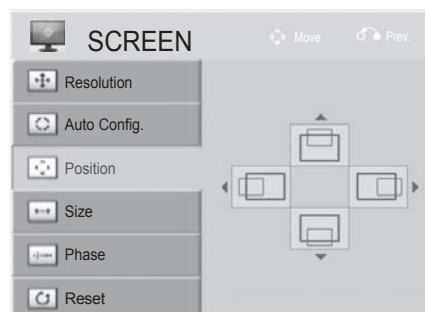 SCREEN
Move
Prev.
Resolution
Auto Config.
Position
Size
Phase
Reset